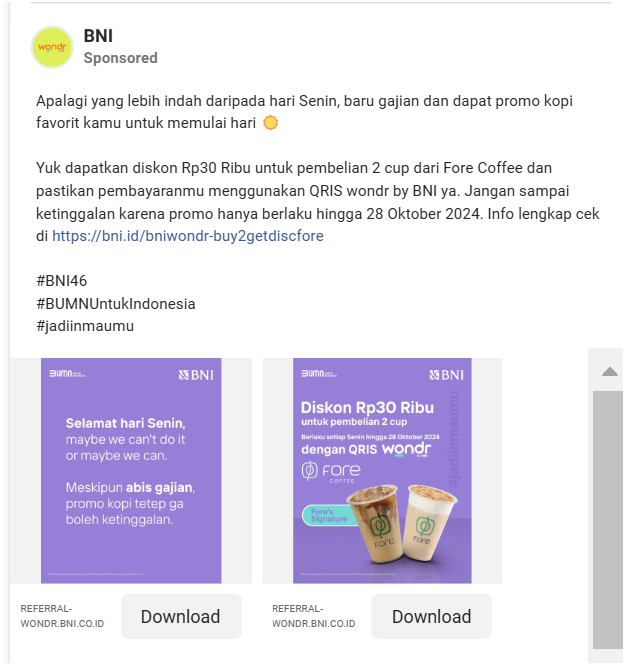 wondr
BNI
Sponsored
Apalagi yang lebih indah daripada hari Senin, baru gajian dan dapat promo kopi
favorit kamu untuk memulai hari
Yuk dapatkan diskon Rp30 Ribu untuk pembelian 2 cup dari Fore Coffee dan
pastikan pembayaranmu menggunakan QRIS wondr by BNI ya. Jangan sampai
ketinggalan karena promo hanya berlaku hingga 28 Oktober 2024. Info lengkap cek
di https://bni.id/bniwondr-buy2getdiscfore
#BNI46
#BUMNUntukIndonesia
#jadiinmaumu
BUMN
BNI
Selamat hari Senin,
maybe we can't do it
or maybe we can.
Meskipun abis gajian,
promo kopi tetep ga
boleh ketinggalan.
REFERRAL-
WONDR.BNI.CO.ID
Download
BUMN
BNI
Diskon Rp30 Ribu
untuk pembelian 2 cup
Berlaku setiap Senin hingga 28 Oktober 2024
dengan QRIS wondr
FORE
COFFEE
#jadiinmaumu
Fore's
Signature
FORE
FORE
REFERRAL-
WONDR.BNI.CO.ID
Download